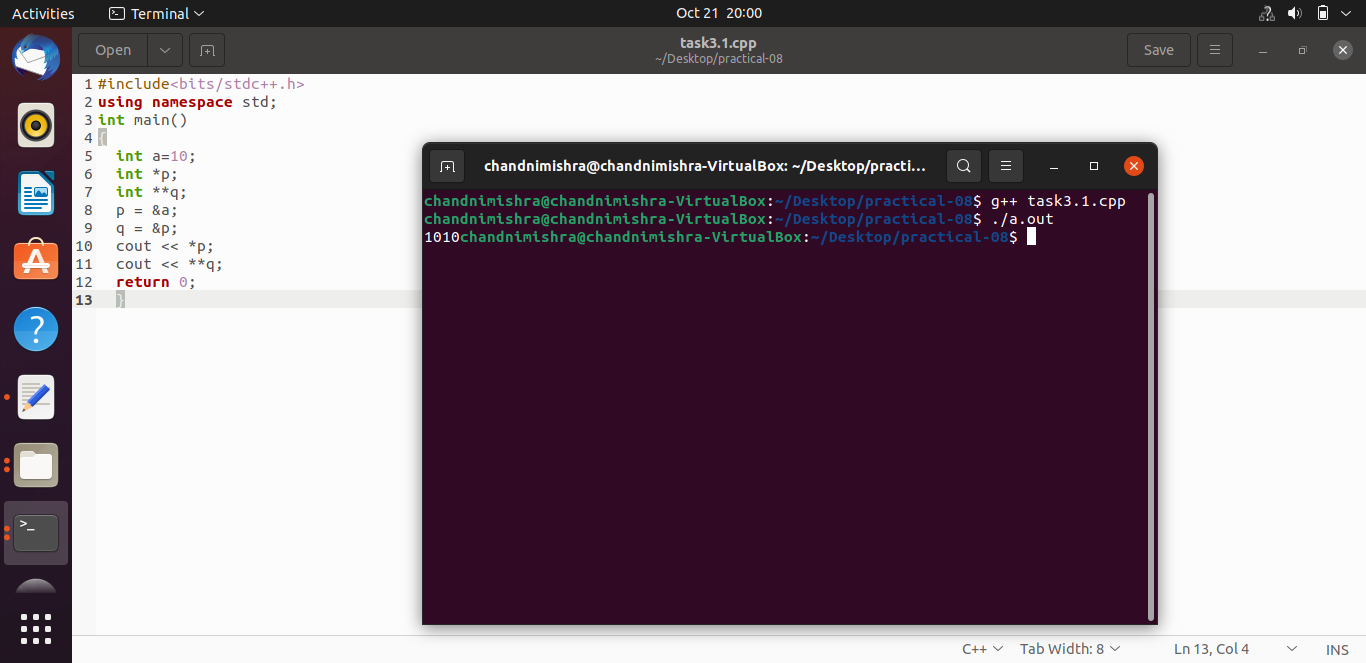 Activities
Terminal
Oct 21 20:00
Open
task3.1.cpp
~/Desktop/practical-08
Save
1 #include<bits/stdc++.h>
2 using namespace std;
3 int main()
4 {
5   int a=10;
6   int *p;
7   int **q;
8   p = &a;
9   q = &p;
10   cout << *p;
11   cout << **q;
12   return 0;
13   }
chandnimishra@chandnimishra-VirtualBox: ~/Desktop/practi...
chandnimishra@chandnimishra-VirtualBox:~/Desktop/practical-08$ g++ task3.1.cpp
chandnimishra@chandnimishra-VirtualBox:~/Desktop/practical-08$ ./a.out
1010chandnimishra@chandnimishra-VirtualBox:~/Desktop/practical-08$
C++
Tab Width: 8
Ln 13, Col 4
INS